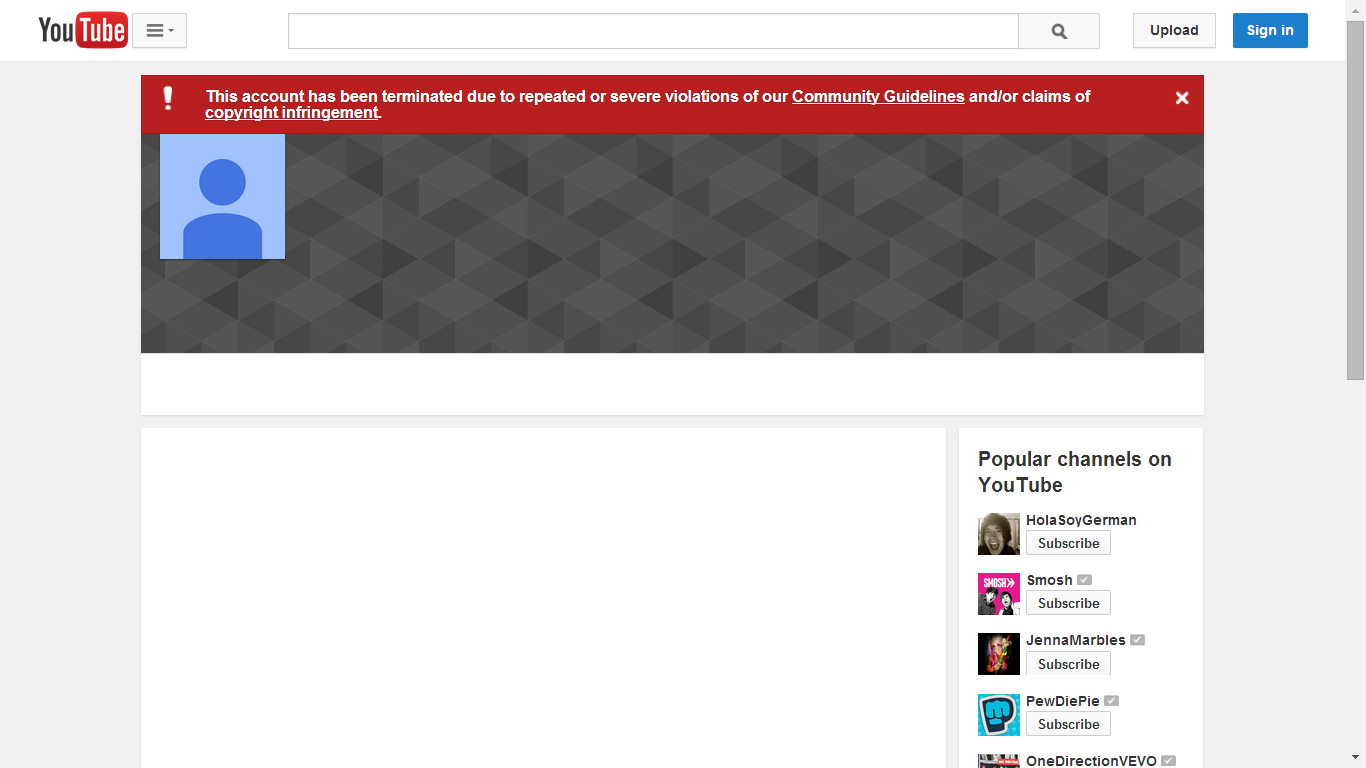 YouTube
Upload
Sign in
This account has been terminated due to repeated or severe violations of our Community Guidelines and/or claims of
copyright infringement.
Popular channels on
YouTube
HolaSoyGerman
Subscribe
SMOSH
Smosh
Subscribe
JennaMarbles
Subscribe
PewDiePie
Subscribe
OneDirectionVEVO